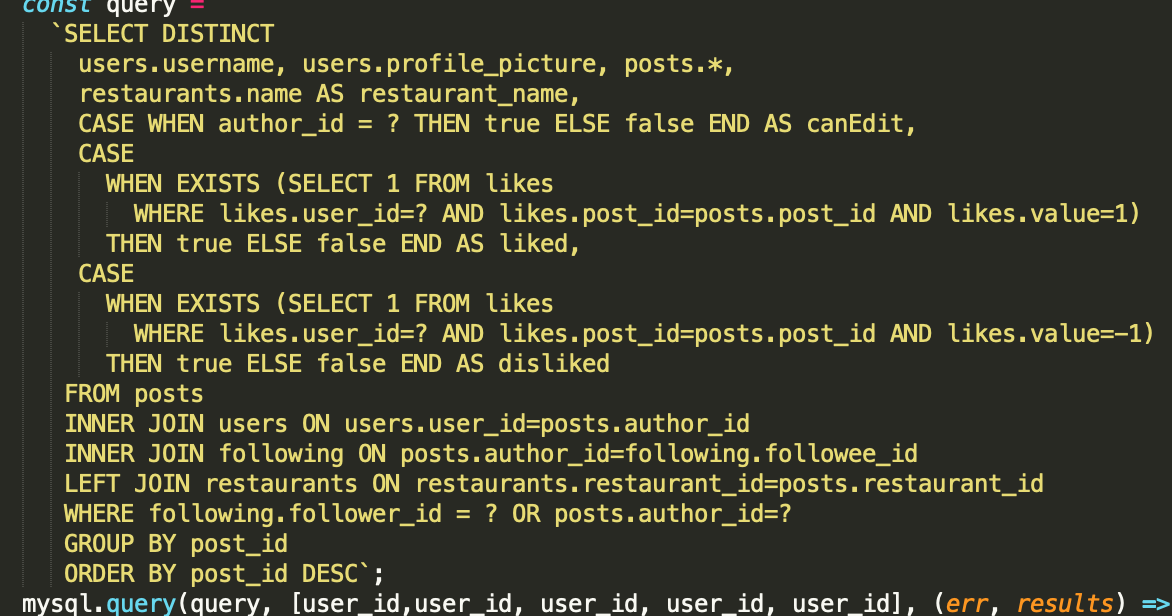 const query =
`SELECT DISTINCT
users.username, users.profile_picture, posts.*,
restaurants.name AS restaurant_name,
CASE WHEN author_id = ? THEN true ELSE false END AS canEdit,
CASE
WHEN EXISTS (SELECT 1 FROM likes
WHERE likes.user_id=? AND likes.post_id=posts.post_id AND likes.value=1)
THEN true ELSE false END AS liked,
CASE
WHEN EXISTS (SELECT 1 FROM likes
WHERE likes.user_id=? AND likes.post_id=posts.post_id AND likes.value=-1)
THEN true ELSE false END AS disliked
FROM posts
INNER JOIN users ON users.user_id=posts.author_id
INNER JOIN following ON posts.author_id=following.followee_id
LEFT JOIN restaurants ON restaurants.restaurant_id=posts.restaurant_id
WHERE following.follower_id = ? OR posts.author_id=?
GROUP BY post_id
ORDER BY post_id DESC`;
mysql.query(query, [user_id,user_id, user_id, user_id, user_id], (err, results) =>